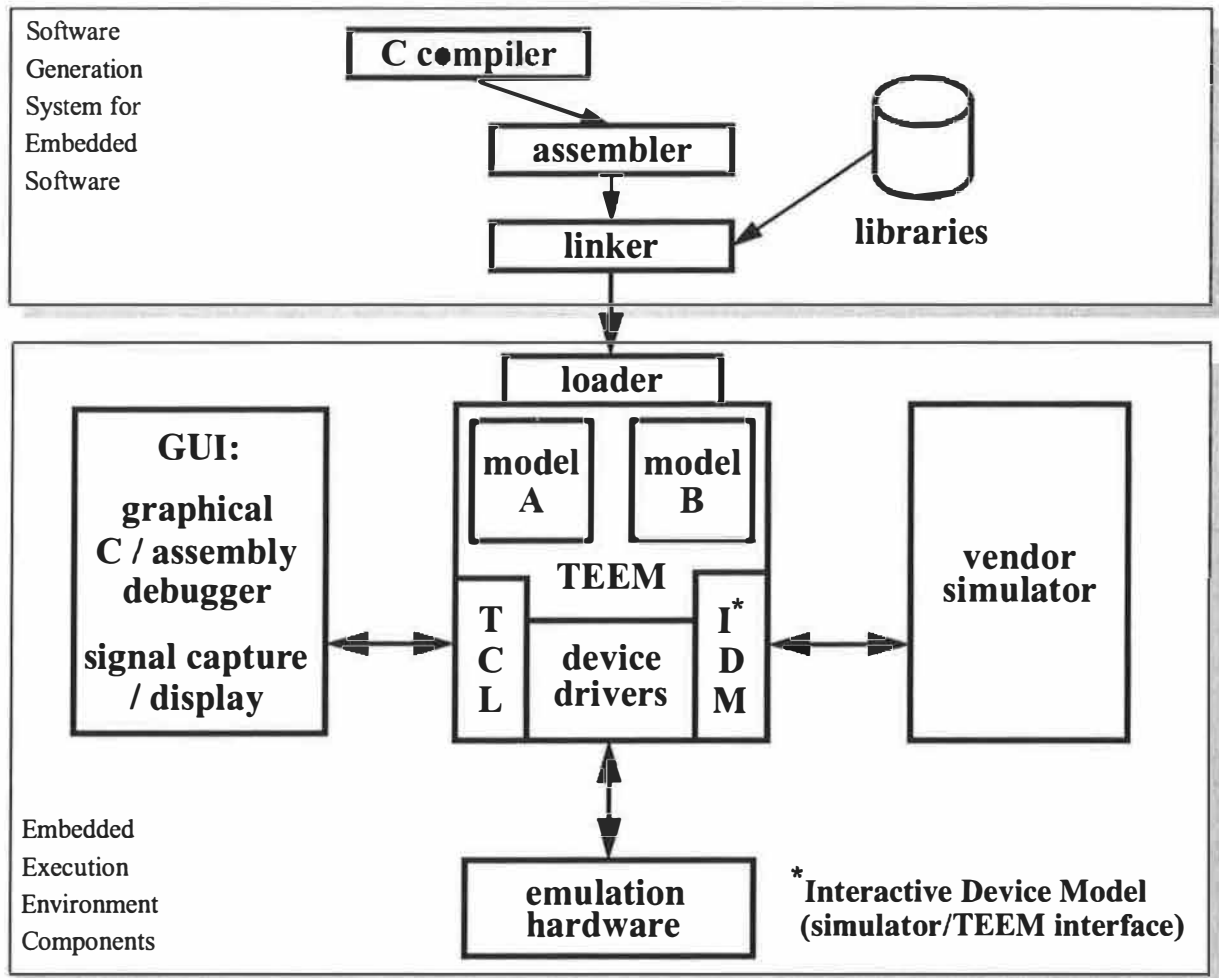 Software
Generation
System for
Embedded
Software
C compiler
assembler
linker
libraries
loader
GUI:
graphical
C / assembly
debugger
signal capture
/ display
model
A
model
B
TEEM
T
C
L
device
drivers
I*
D
M
vendor
simulator
Embedded
Execution
Environment
Components
emulation
hardware
*Interactive Device Model
(simulator/TEEM interface)